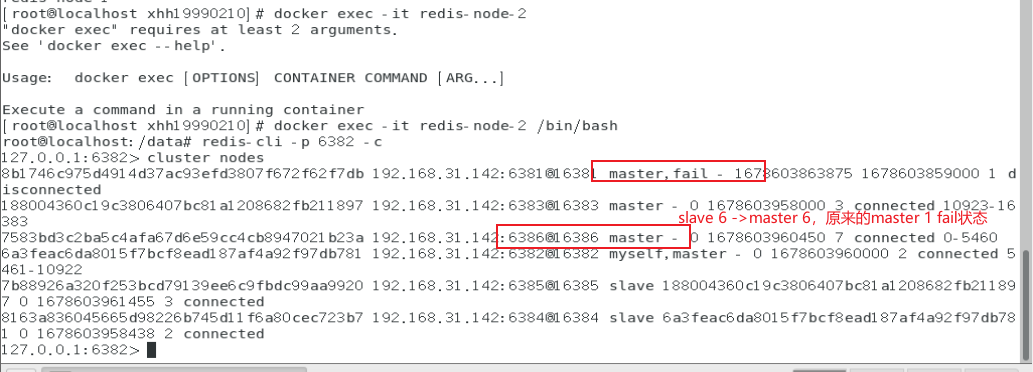 [root@localhost xhh19990210]# docker exec -it redis-node-2
"docker exec" requires at least 2 arguments.
See 'docker exec --help'.
Usage:  docker exec [OPTIONS] CONTAINER COMMAND [ARG...]
Execute a command in a running container
[root@localhost xhh19990210]# docker exec -it redis-node-2 /bin/bash
root@localhost:/data# redis-cli -p 6382 -c
127.0.0.1:6382> cluster nodes
8b1746c975d4914d37ac93efd3807f672f62f7db 192.168.31.142:6381@16381 master,fail - 1678603863875 1678603859000 1 d
isconnected
188004360c19c3806407bc81a1208682fb211897 192.168.31.142:6383@16383 master - 0 1678603958000 3 connected 10923-16
383
slave 6 ->master 6，原来的master 1 fail状态
7583bd3c2ba5c4afa67d6e59cc4cb8947021b23a 192.168.31.142:6386@16386 master - 0 1678603960450 7 connected 0-5460
6a3feac6da8015f7bcf8ead187af4a92f97db781 192.168.31.142:6382@16382 myself,master - 0 1678603960000 2 connected 5
461-10922
7b88926a320f253bcd79139ee6c9fbdc99aa9920 192.168.31.142:6385@16385 slave 188004360c19c3806407bc81a1208682fb21189
7 0 1678603961455 3 connected
8163a836045665d98226b745d11f6a80cec723b7 192.168.31.142:6384@16384 slave 6a3feac6da8015f7bcf8ead187af4a92f97db78
1 0 1678603958438 2 connected
127.0.0.1:6382>